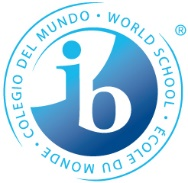 COLEGIO DEL MUNDO · WORLD SCHOOL · ÉCOLE DU MONDE ·
®
ib